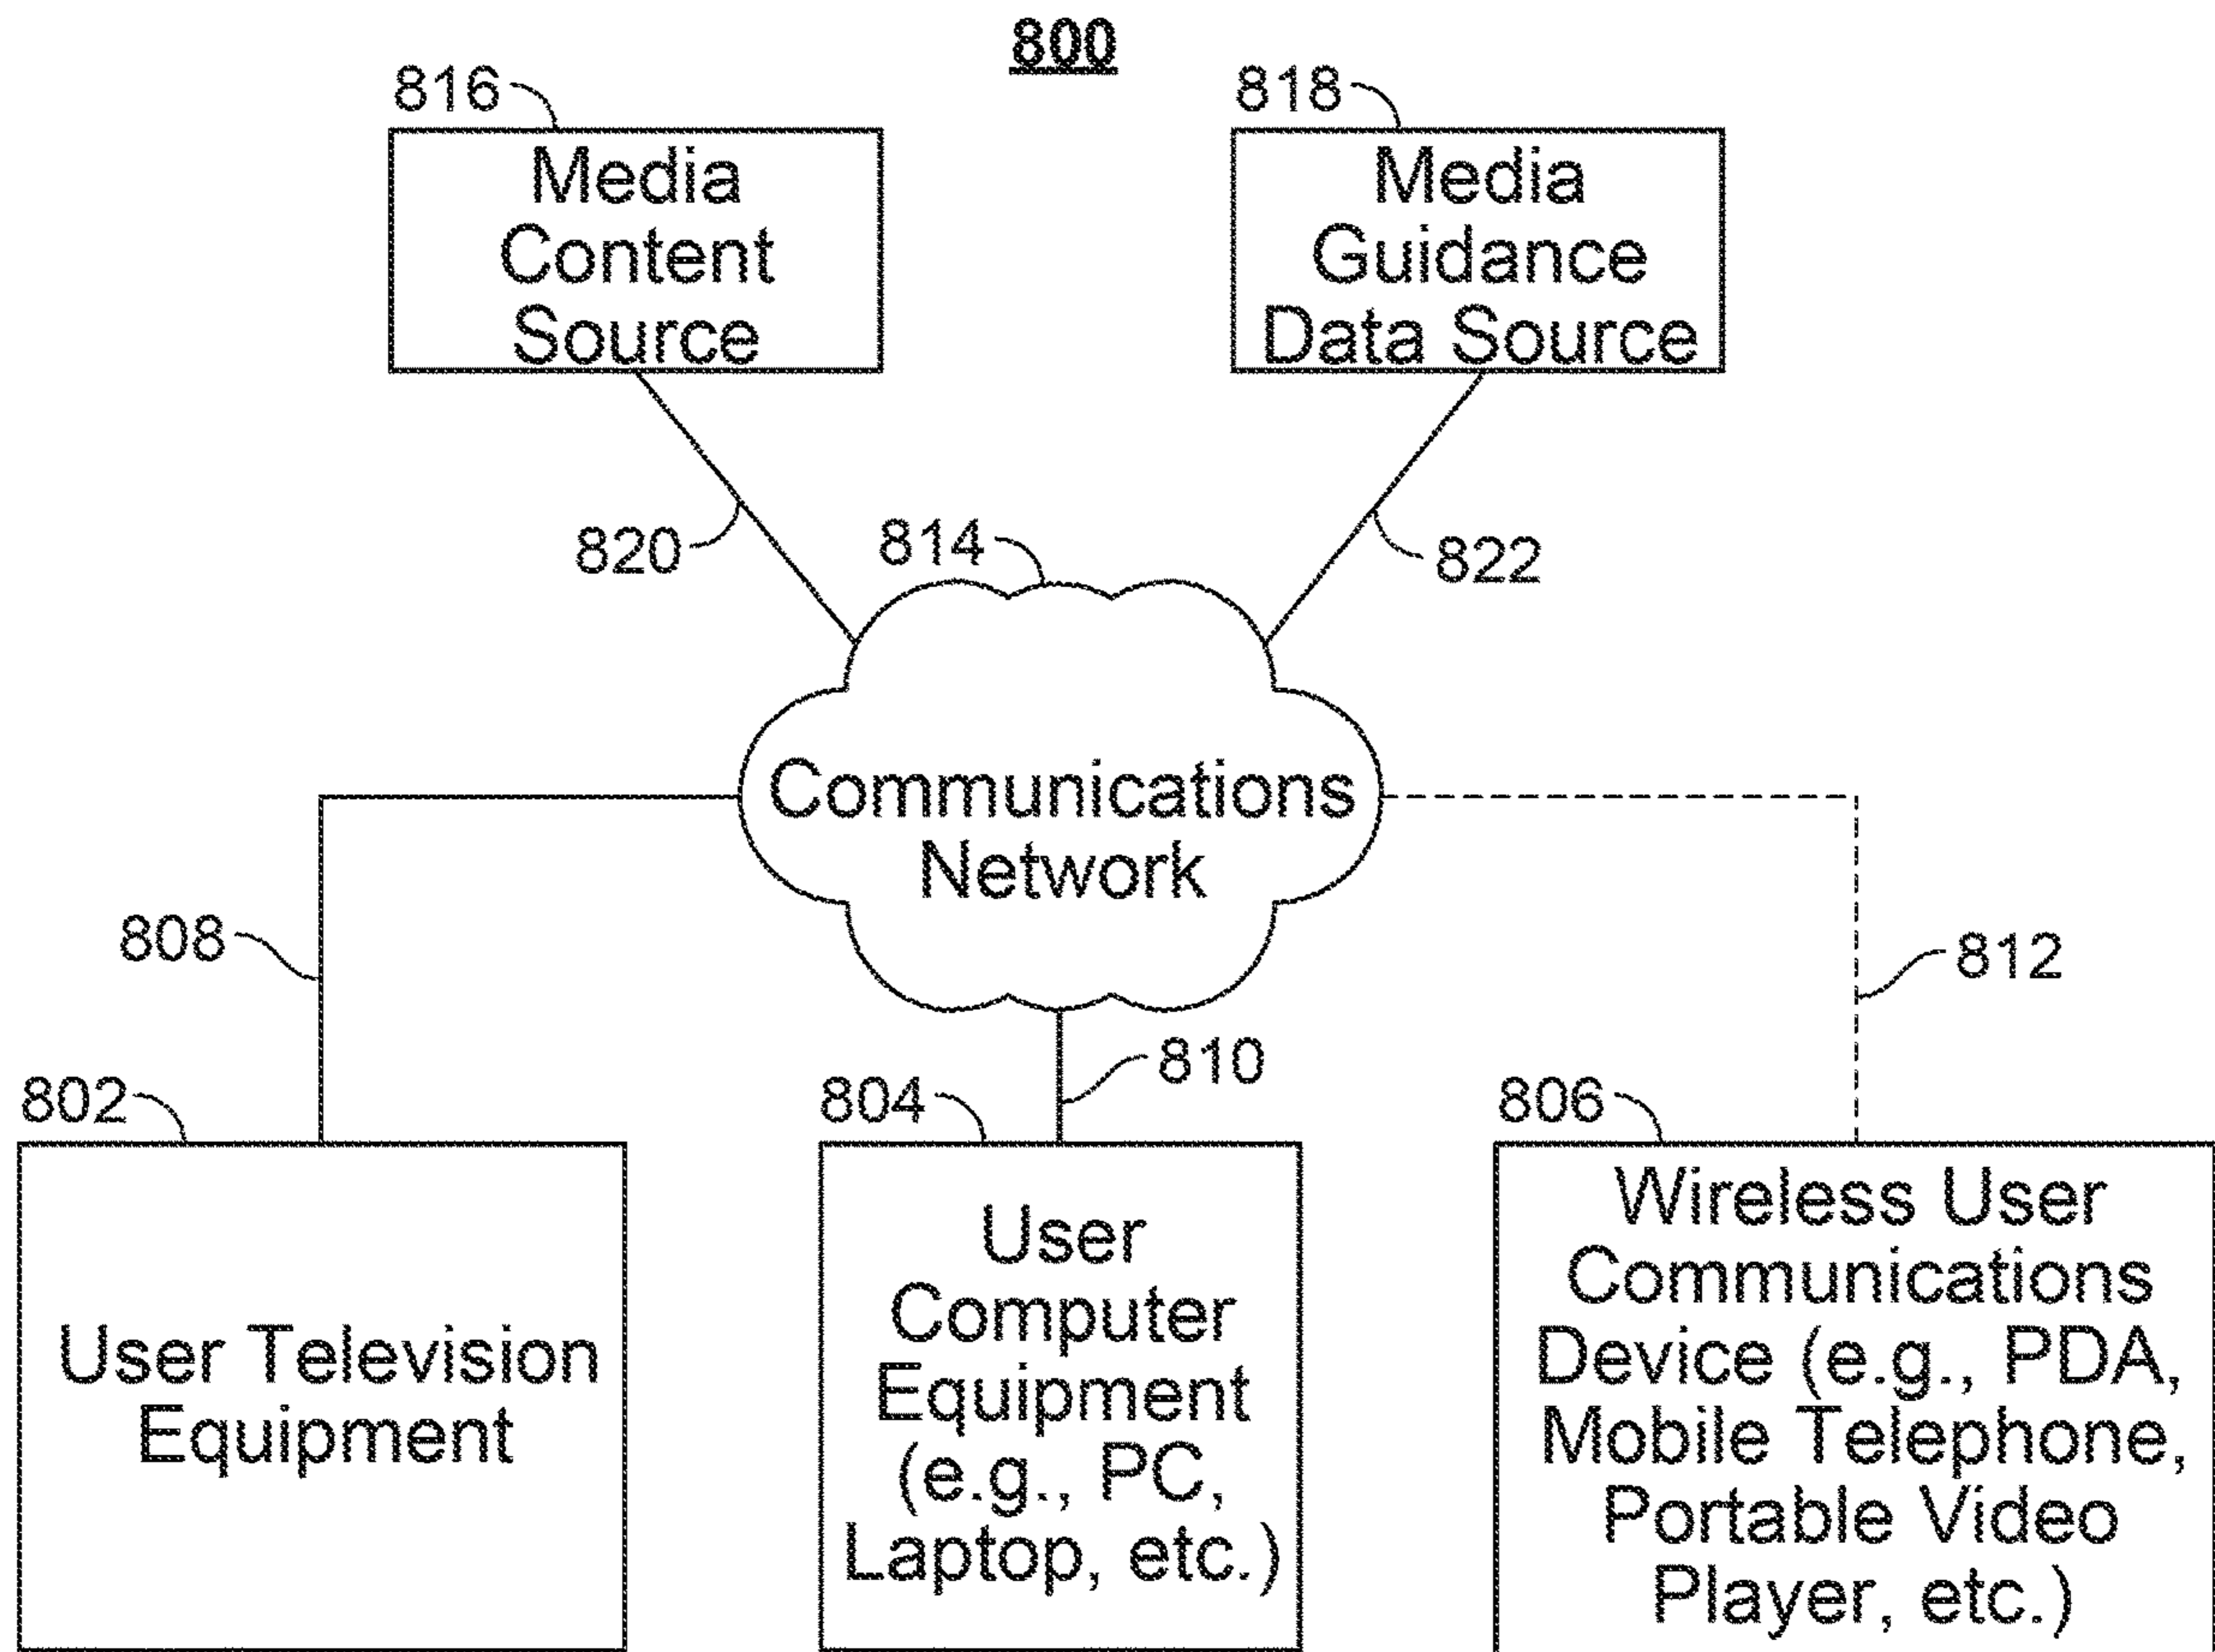 800
816
818
Media
Content
Source
Media
Guidance
Data Source
820
814
822
Communications
Network
808
812
810
802
804
806
User Television
Equipment
User
Computer
Equipment
(e.g., PC,
Laptop, etc.)
Wireless User
Communications
Device (e.g., PDA,
Mobile Telephone,
Portable Video
Player, etc.)